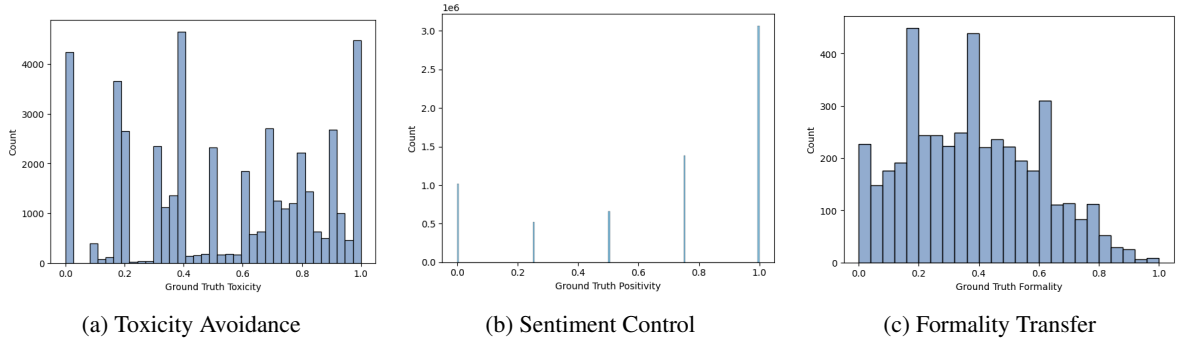 4000
3000
2000
1000
0
Count
0.0 0.2 0.4 0.6 0.8 1.0
Ground Truth Toxicity
(a) Toxicity Avoidance
1e6
3.0
2.5
2.0
1.5
1.0
0.5
0.0
Count
0.0 0.2 0.4 0.6 0.8 1.0
Ground Truth Positivity
(b) Sentiment Control
400
300
200
100
0
Count
0.0 0.2 0.4 0.6 0.8 1.0
Ground Truth Formality
(c) Formality Transfer